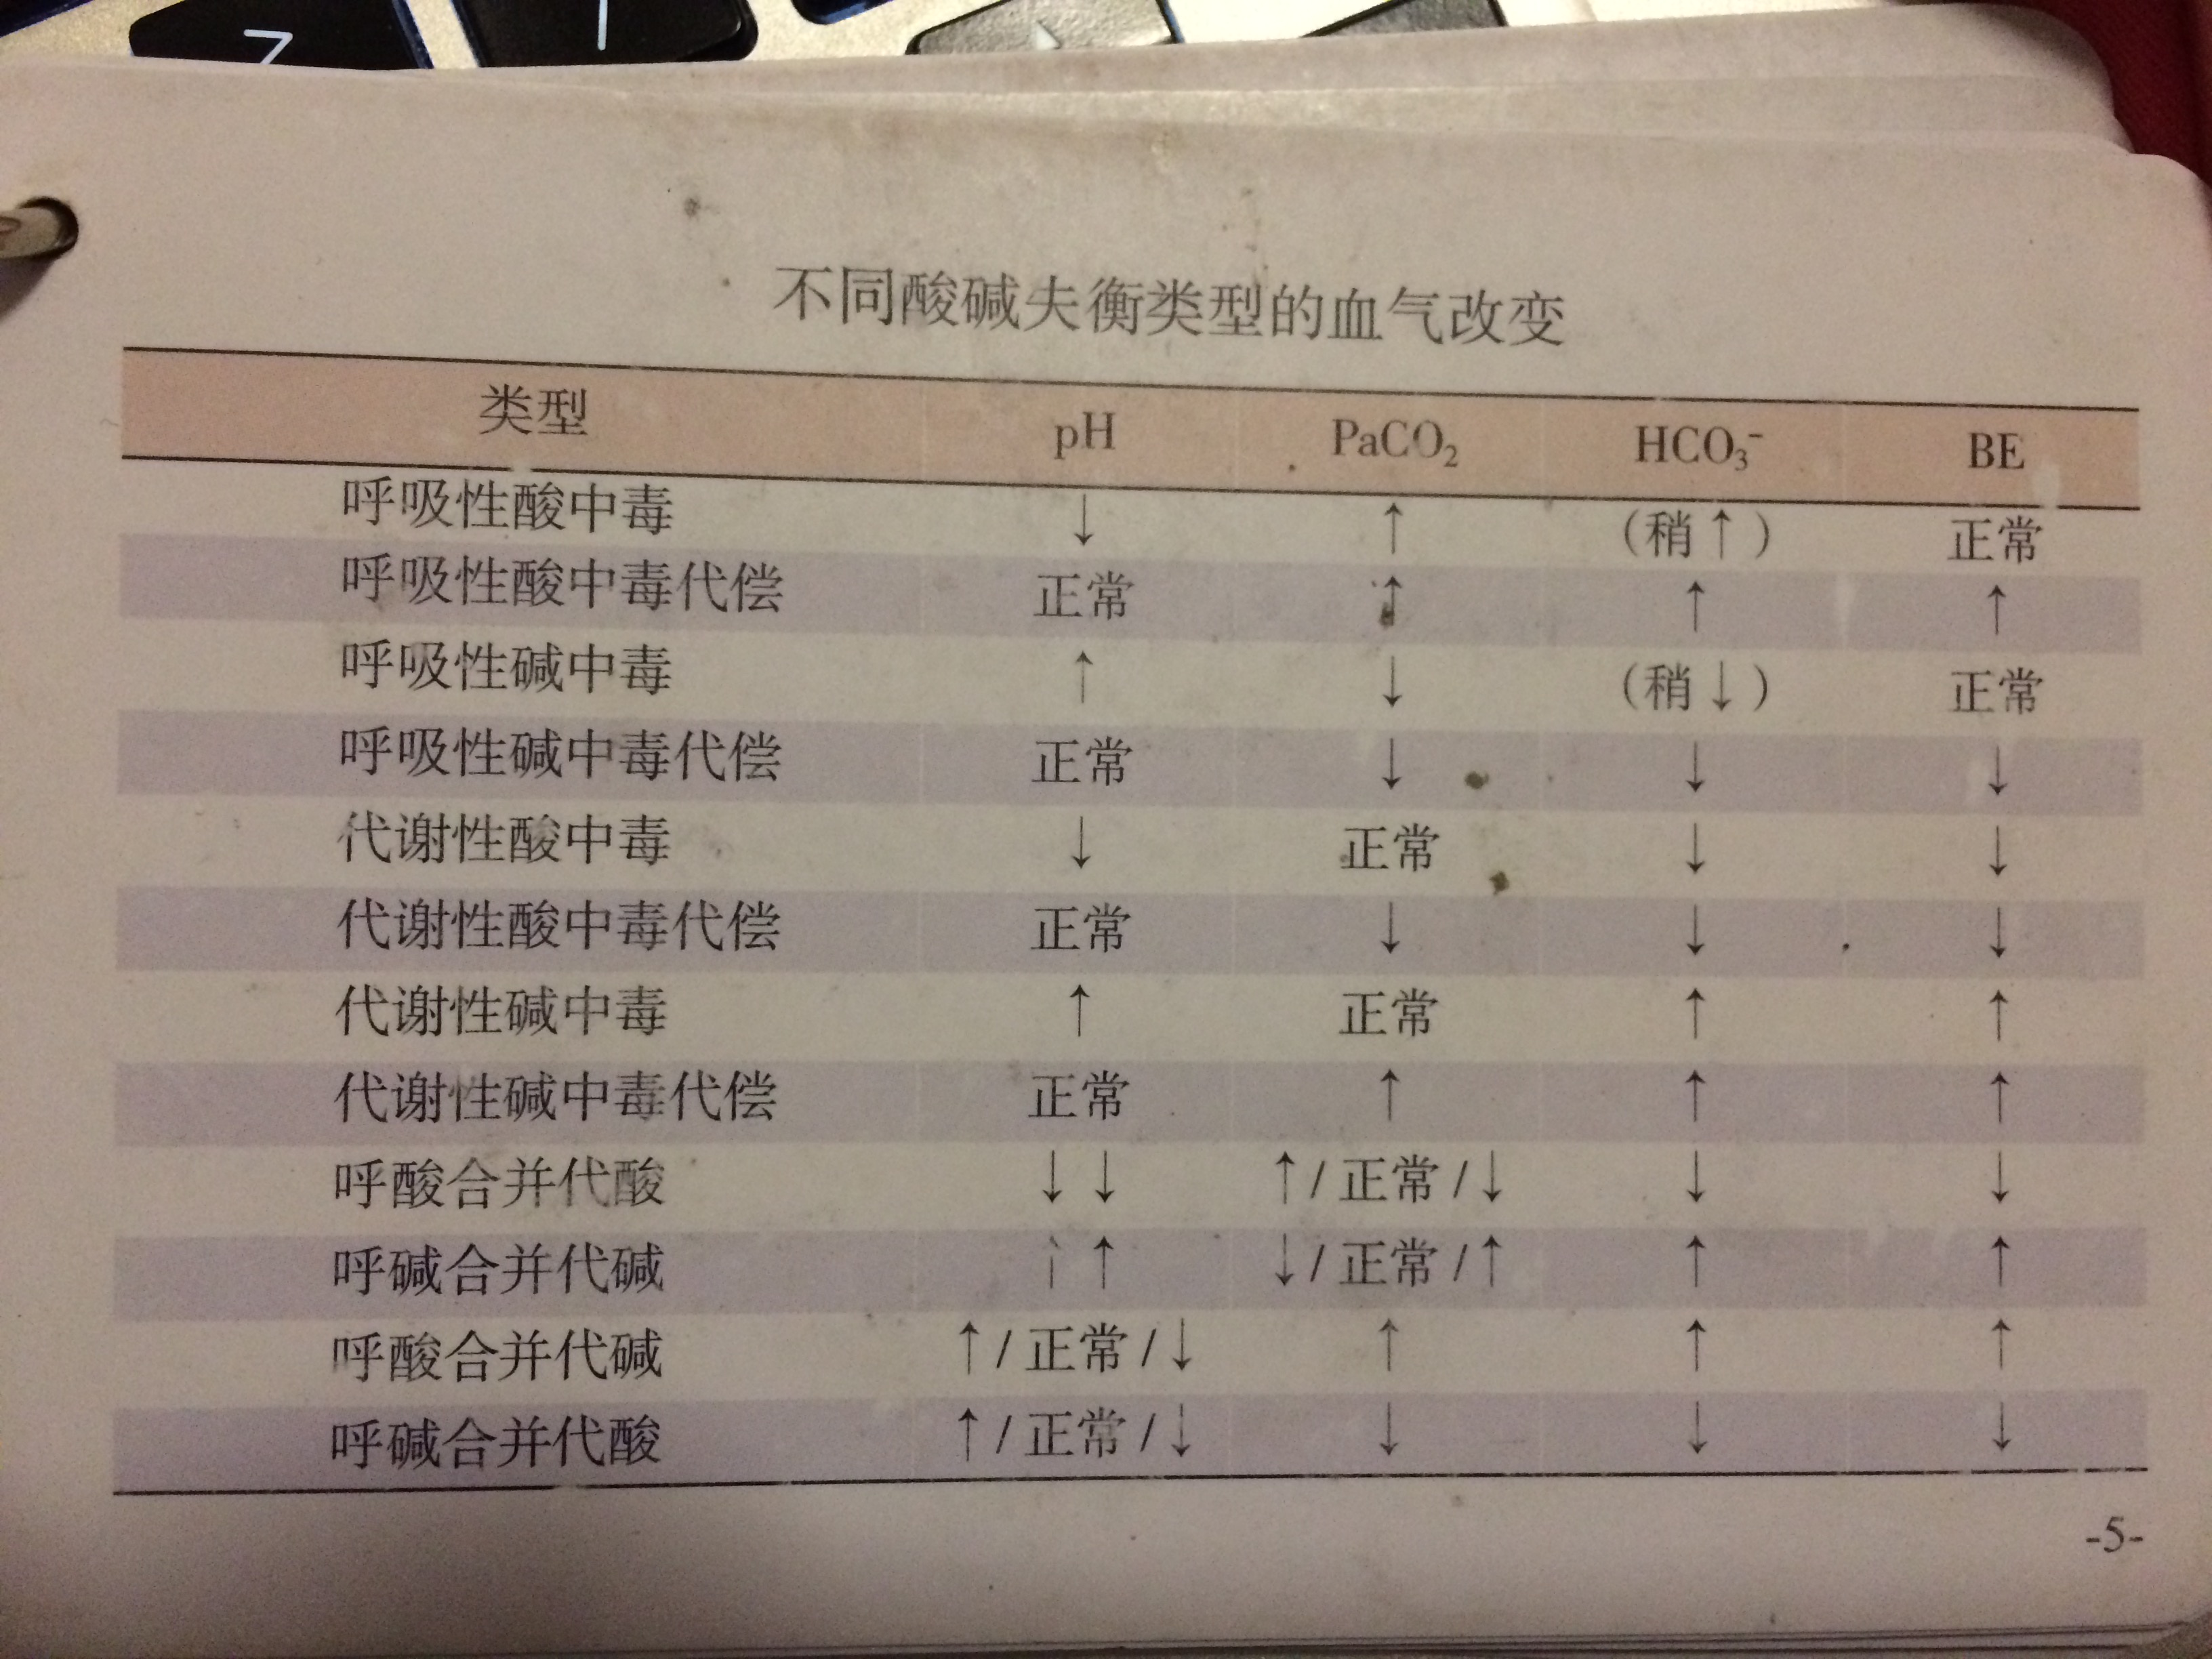 不同酸碱失衡类型的血气改变
类型 pH PaCO₂ HCO₃⁻ BE
呼吸性酸中毒 ↓ ↑ (稍↑) 正常
呼吸性酸中毒代偿 正常 ↑ ↑ ↑
呼吸性碱中毒 ↑ ↓ (稍↓) 正常
呼吸性碱中毒代偿 正常 ↓ ↓ ↓
代谢性酸中毒 ↓ 正常 ↓ ↓
代谢性酸中毒代偿 正常 ↓ ↓ ↓
代谢性碱中毒 ↑ 正常 ↑ ↑
代谢性碱中毒代偿 正常 ↑ ↑ ↑
呼酸合并代酸 ↓↓ ↑/正常/↓ ↓ ↓
呼碱合并代碱 ↑↑ ↓/正常/↑ ↑ ↑
呼酸合并代碱 ↑/正常/↓ ↑ ↑ ↑
呼碱合并代酸 ↑/正常/↓ ↓ ↓ ↓
-5-